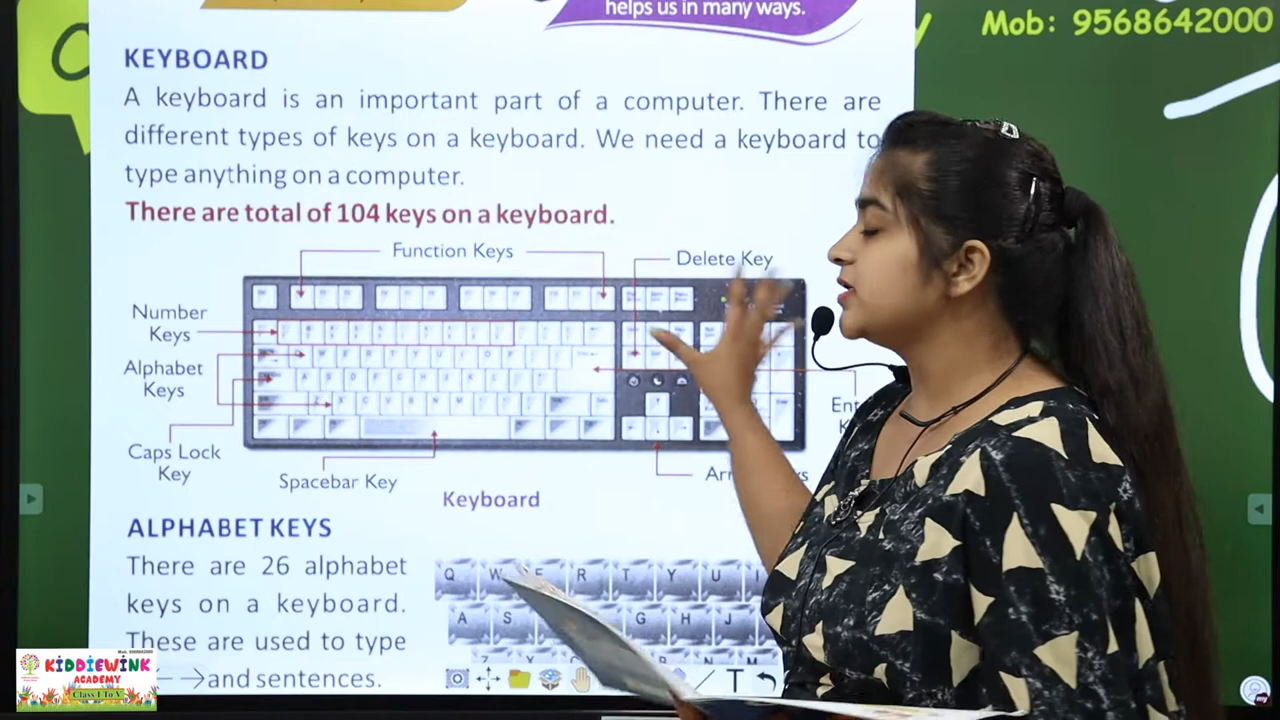 helps us in many ways.
Mob: 9568642000
KEYBOARD
A keyboard is an important part of a computer. There are
different types of keys on a keyboard. We need a keyboard to
type anything on a computer.
There are total of 104 keys on a keyboard.
Function Keys
Delete Key
Number
Keys
Alphabet
Keys
Caps Lock
Key
Spacebar Key
Keyboard
ALPHABET KEYS
There are 26 alphabet
keys on a keyboard.
These are used to type
and sentences.
Q W E R T Y U I
A S G H J
KIDDIEWINK
ACADEMY
Class I To V